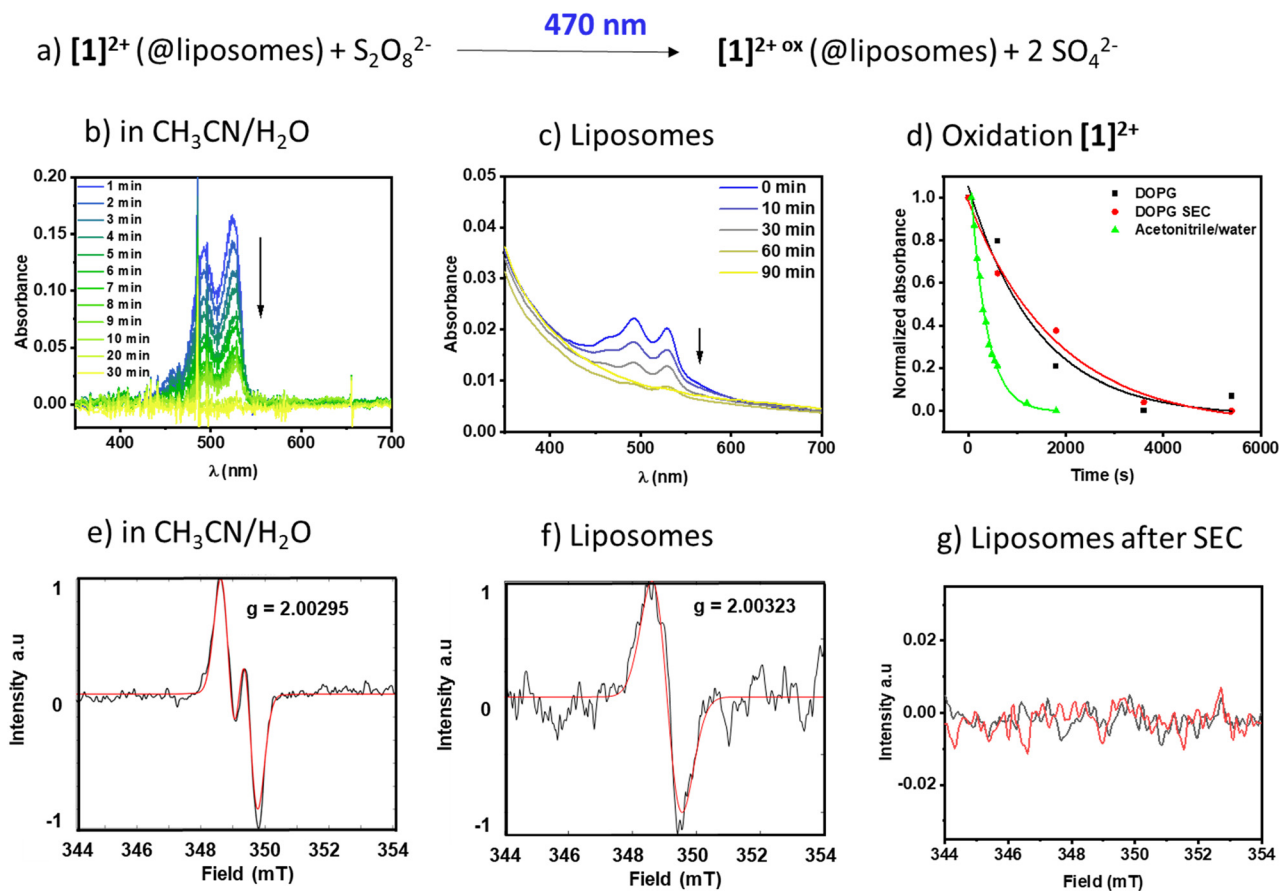 470 nm
a) [1]²⁺ (@liposomes) + S₂O₈²⁻ [1]²⁺ ᵒˣ (@liposomes) + 2 SO₄²⁻
b) in CH₃CN/H₂O
c) Liposomes
d) Oxidation [1]²⁺
0.20
0.15
0.10
0.05
0.00
Absorbance
1 min
2 min
3 min
4 min
5 min
6 min
7 min
8 min
9 min
10 min
20 min
30 min
400 500 600 700
λ (nm)
0.05
0.04
0.03
0.02
0.01
0.00
Absorbance
0 min
10 min
30 min
60 min
90 min
400 500 600 700
λ (nm)
1.0
0.8
0.6
0.4
0.2
0.0
Normalized absorbance
DOPG
DOPG SEC
Acetonitrile/water
0 2000 4000 6000
Time (s)
e) in CH₃CN/H₂O
f) Liposomes
g) Liposomes after SEC
1
0
-1
Intensity a.u
g = 2.00295
344 346 348 350 352 354
Field (mT)
1
0
-1
Intensity a.u
g = 2.00323
344 346 348 350 352 354
Field (mT)
0.02
0.00
-0.02
Intensity a.u
344 346 348 350 352 354
Field (mT)